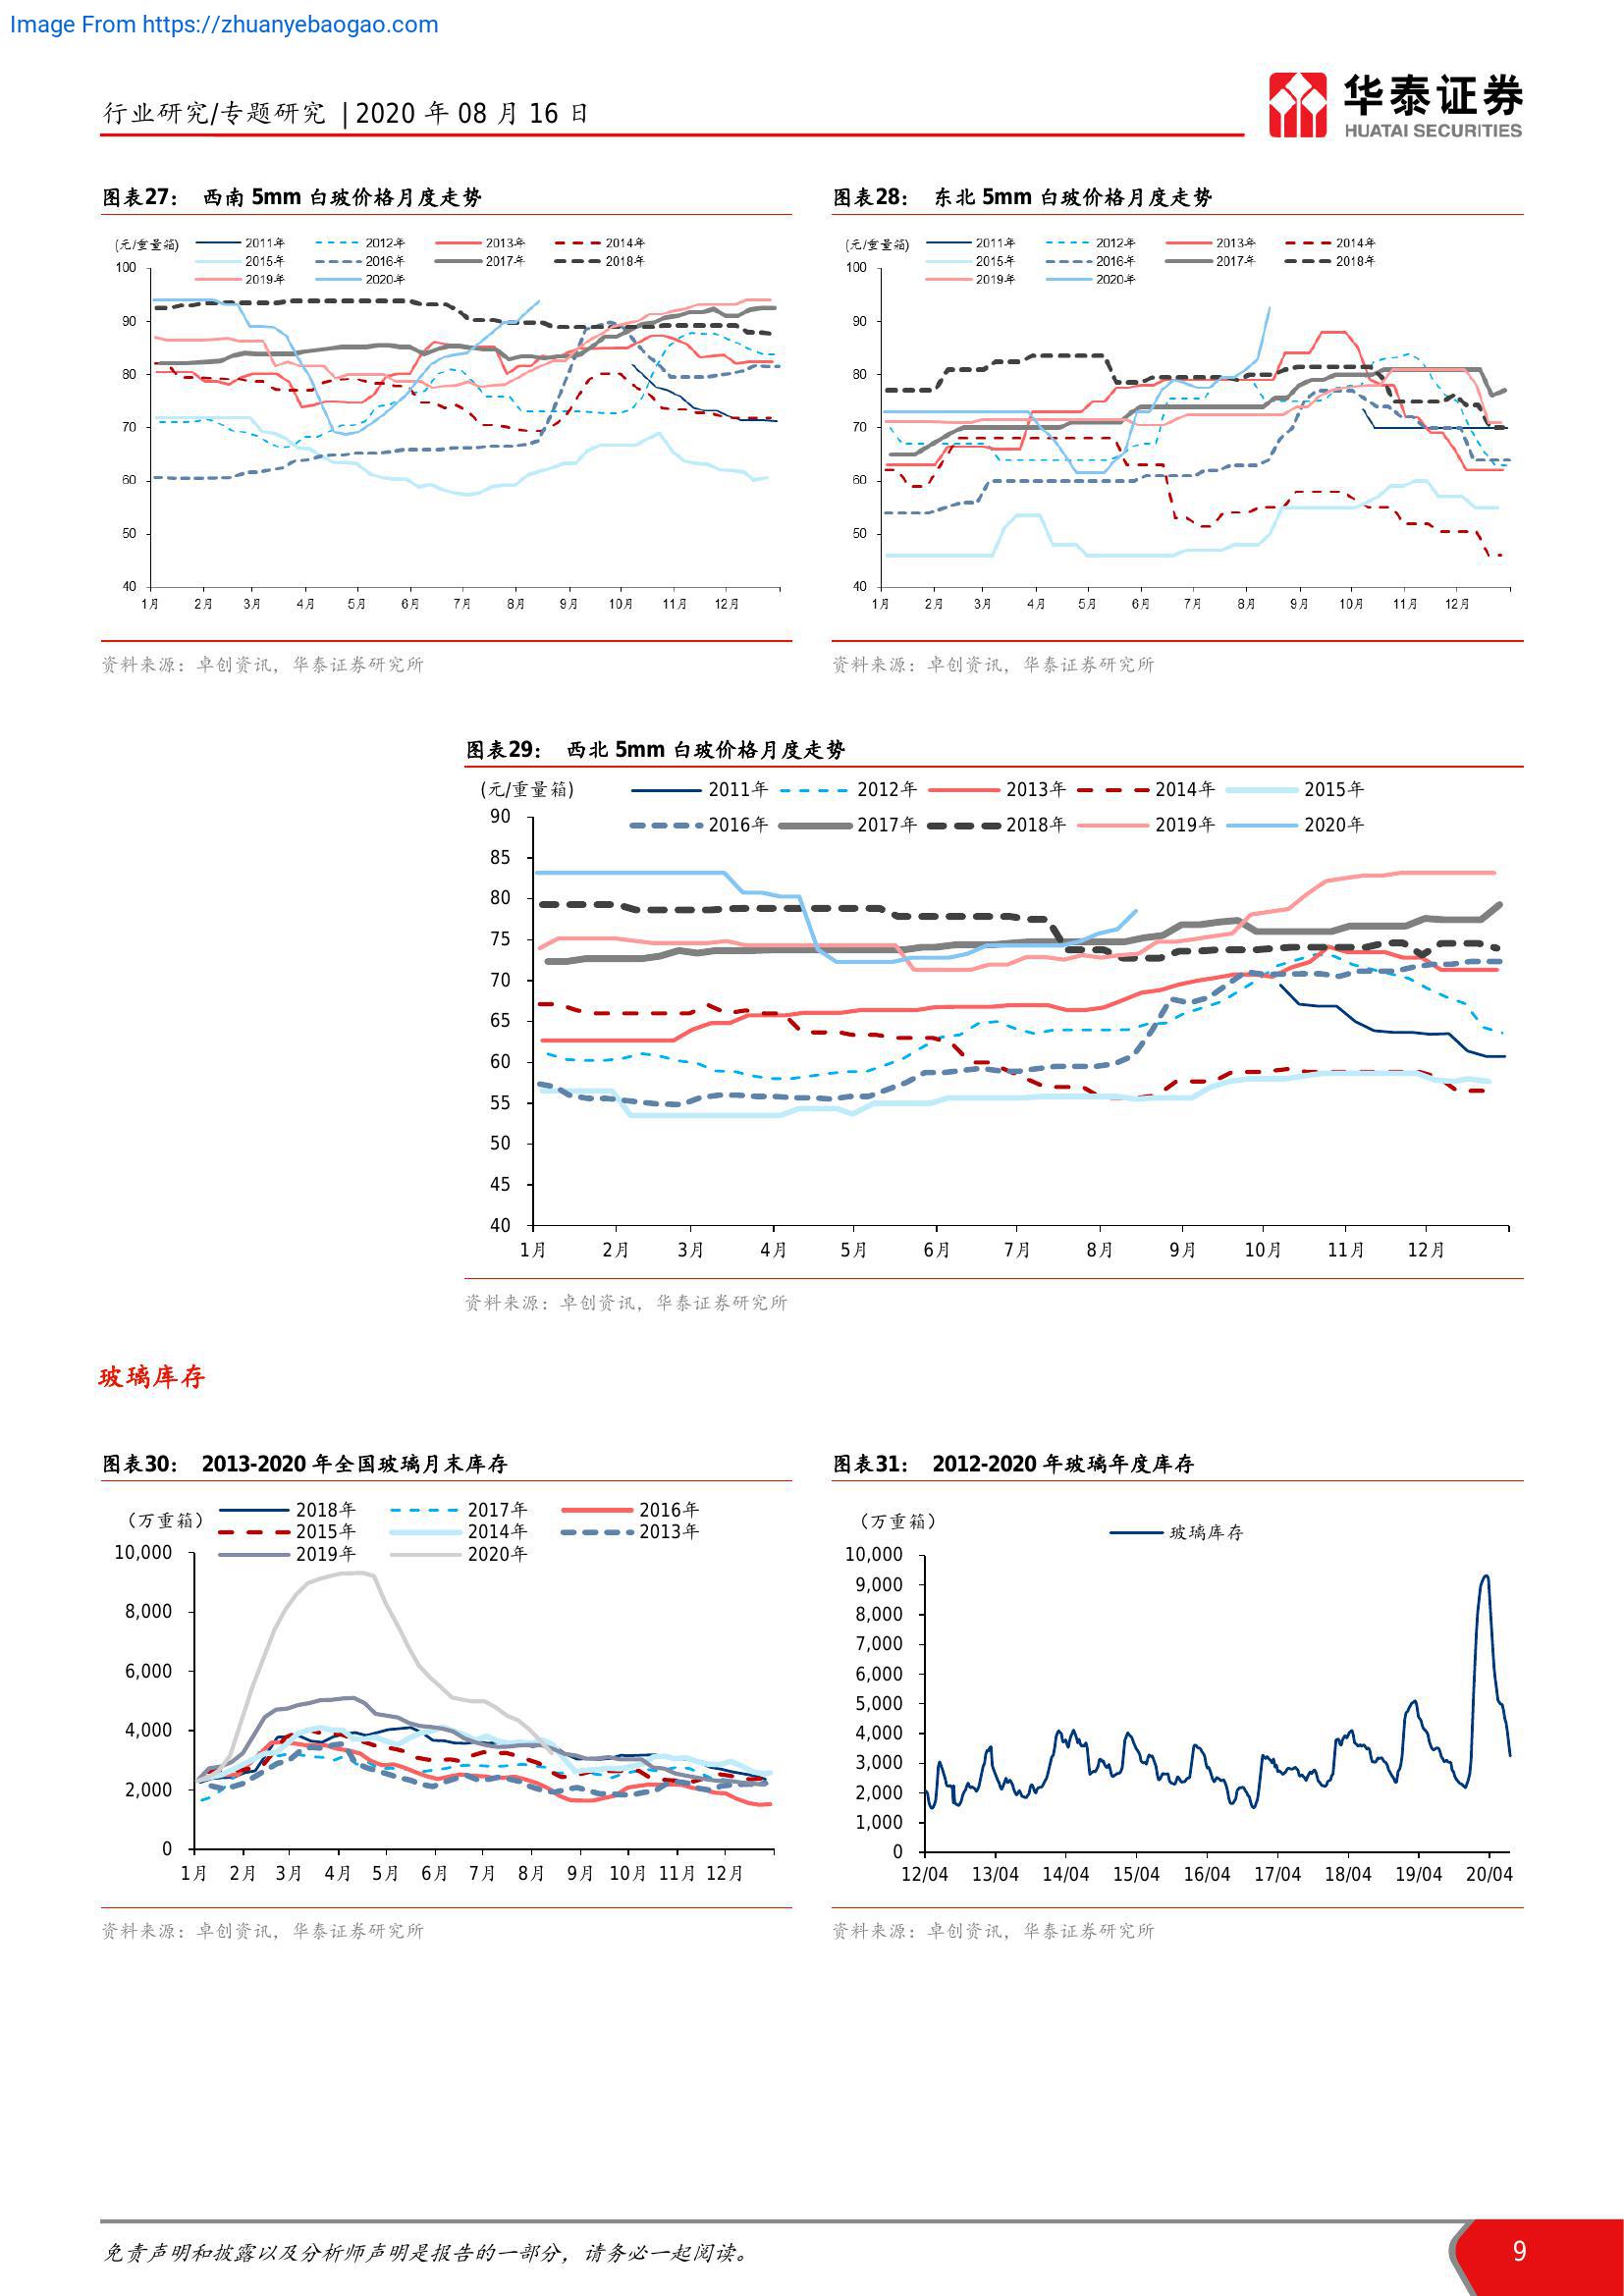 Image From https://zhuanyebaogao.com
行业研究/专题研究 | 2020 年 08 月 16 日
华泰证券
HUATAI SECURITIES
图表27： 西南 5mm 白玻价格月度走势
(元/重量箱) 2011年 2012年 2013年 2014年
2015年 2016年 2017年 2018年
2019年 2020年
100
90
80
70
60
50
40
1月 2月 3月 4月 5月 6月 7月 8月 9月 10月 11月 12月
资料来源：卓创资讯，华泰证券研究所
图表28： 东北 5mm 白玻价格月度走势
(元/重量箱) 2011年 2012年 2013年 2014年
2015年 2016年 2017年 2018年
2019年 2020年
100
90
80
70
60
50
40
1月 2月 3月 4月 5月 6月 7月 8月 9月 10月 11月 12月
资料来源：卓创资讯，华泰证券研究所
图表29： 西北 5mm 白玻价格月度走势
(元/重量箱) 2011年 2012年 2013年 2014年 2015年
2016年 2017年 2018年 2019年 2020年
90
85
80
75
70
65
60
55
50
45
40
1月 2月 3月 4月 5月 6月 7月 8月 9月 10月 11月 12月
资料来源：卓创资讯，华泰证券研究所
玻璃库存
图表30： 2013-2020 年全国玻璃月末库存
（万重箱） 2018年 2017年 2016年
2015年 2014年 2013年
2019年 2020年
10,000
8,000
6,000
4,000
2,000
0
1月 2月 3月 4月 5月 6月 7月 8月 9月 10月 11月 12月
资料来源：卓创资讯，华泰证券研究所
图表31： 2012-2020 年玻璃年度库存
（万重箱）
玻璃库存
10,000
9,000
8,000
7,000
6,000
5,000
4,000
3,000
2,000
1,000
0
12/04 13/04 14/04 15/04 16/04 17/04 18/04 19/04 20/04
资料来源：卓创资讯，华泰证券研究所
免责声明和披露以及分析师声明是报告的一部分，请务必一起阅读。
9